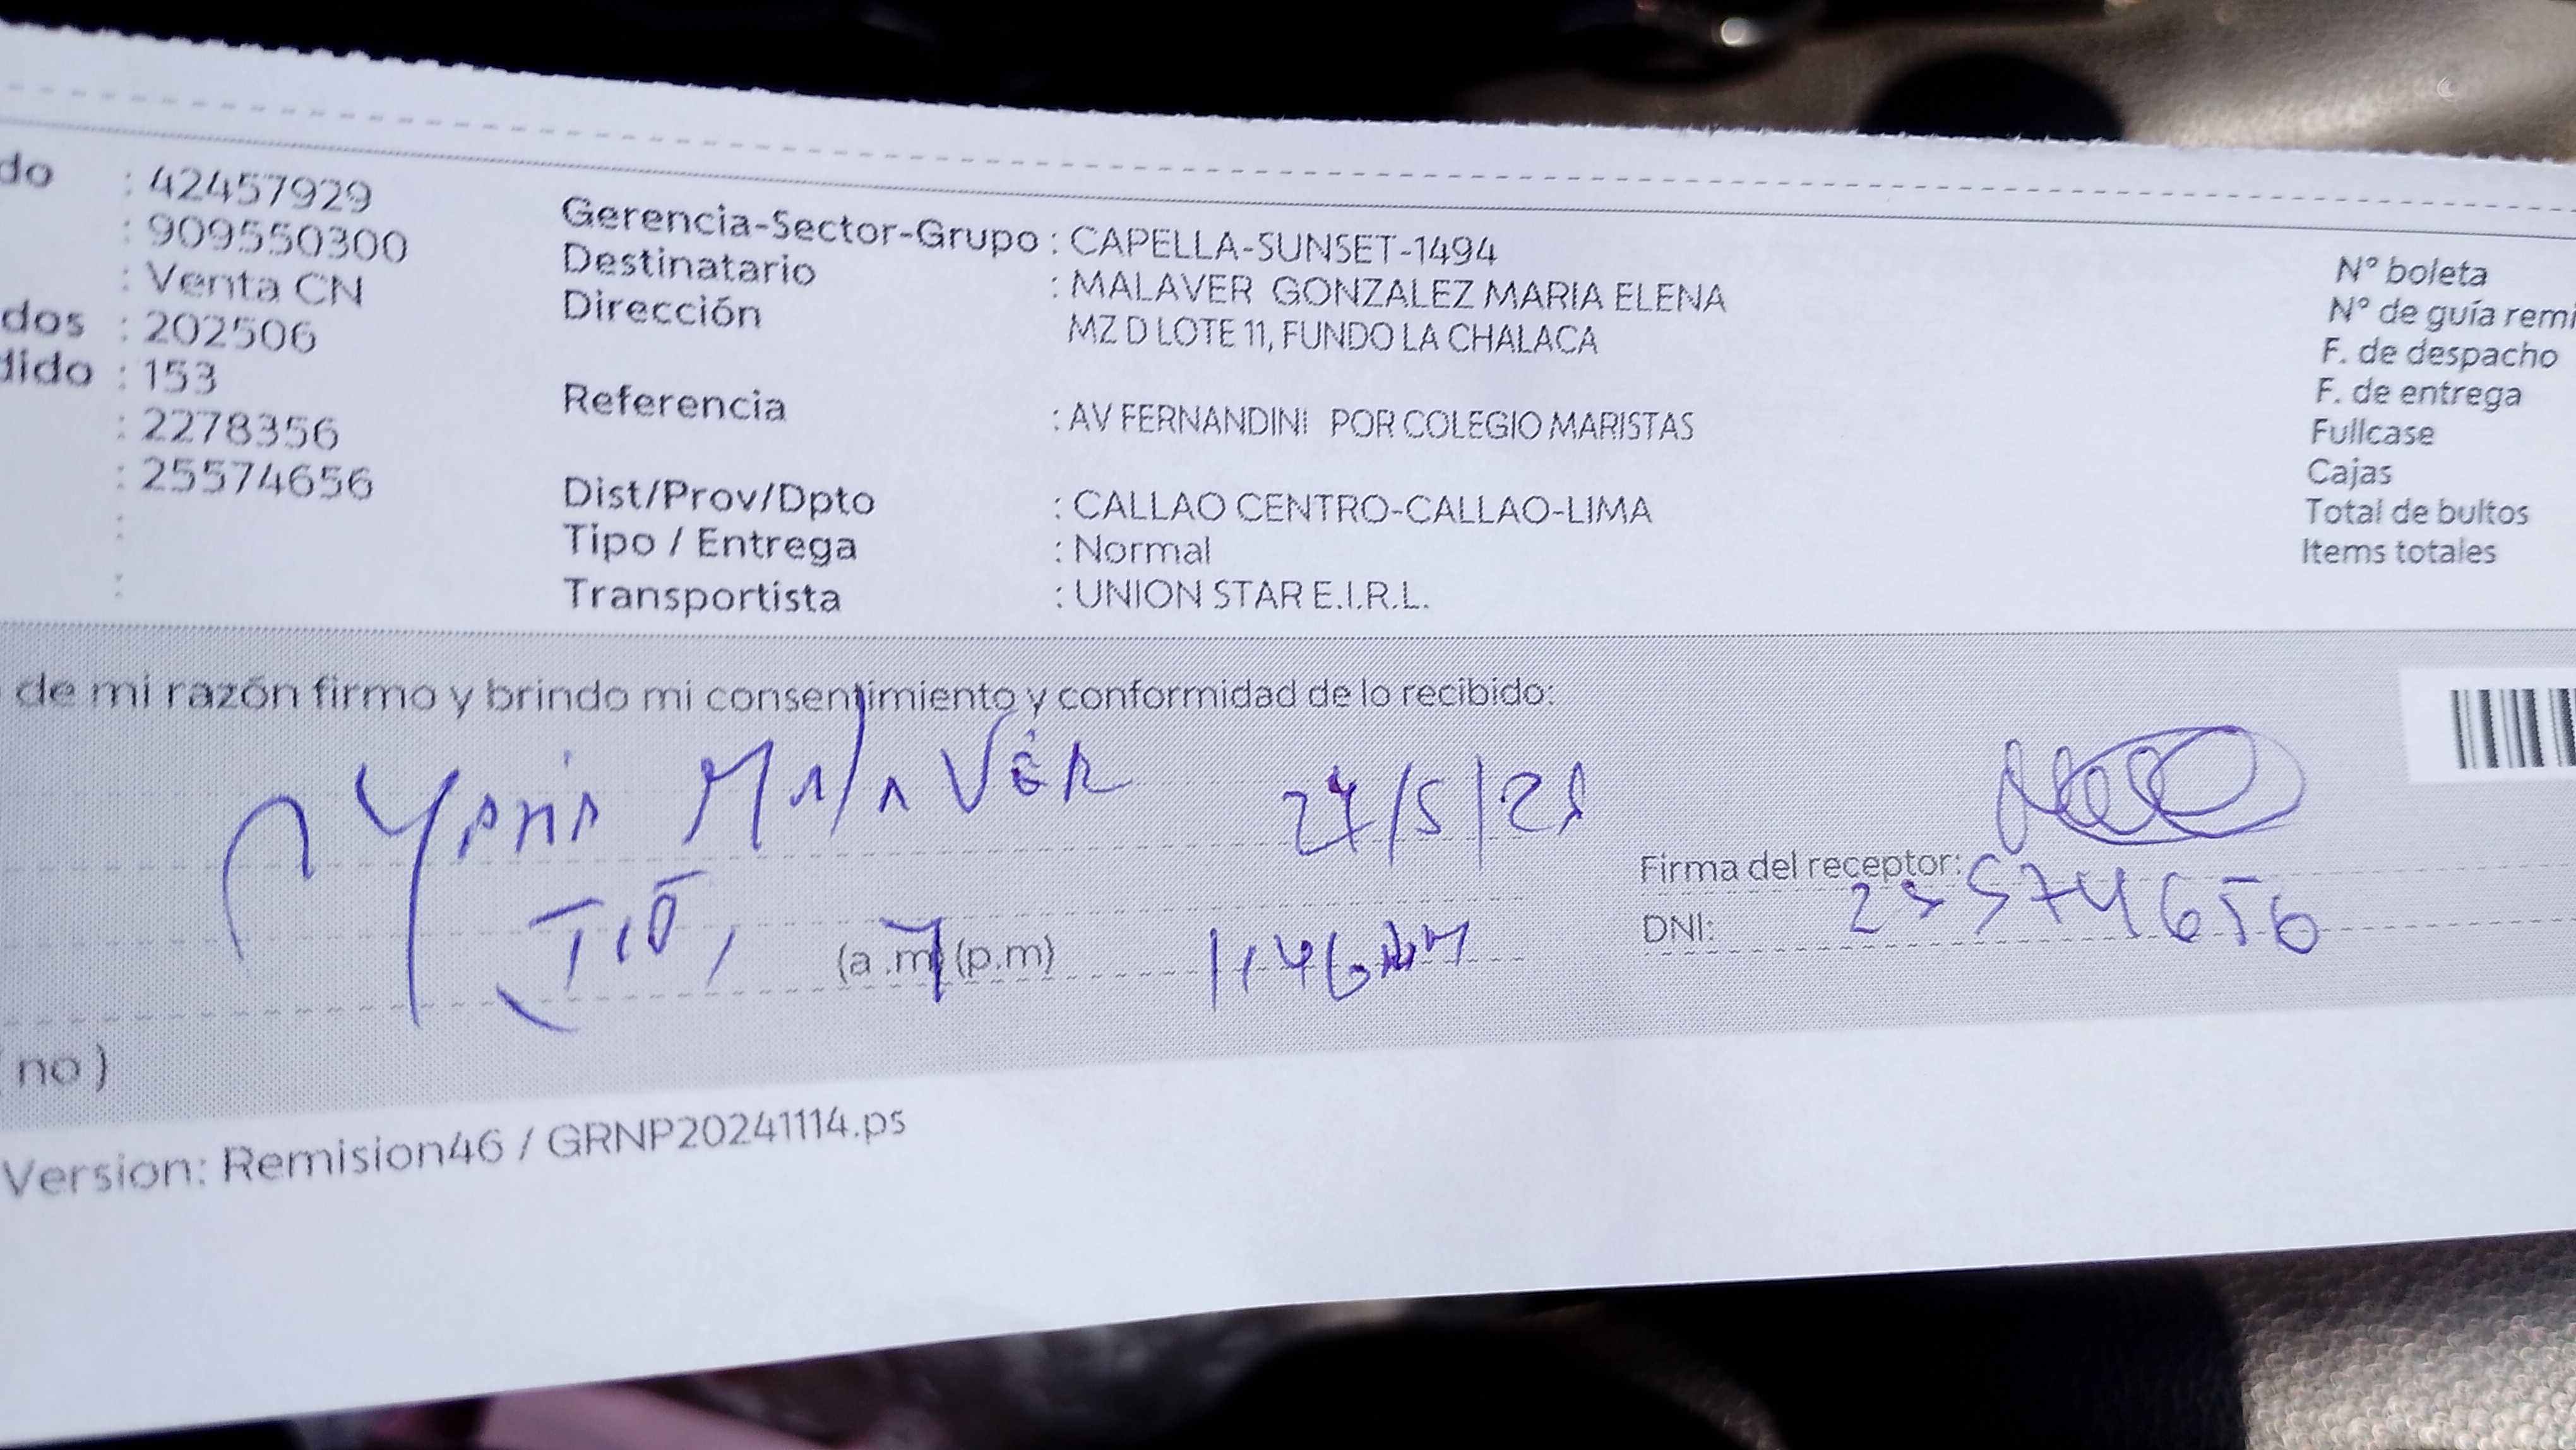 do : 42457929
: 909550300
: Venta CN
dos : 202506
dido : 153
: 2278356
: 25574656
:
:
Gerencia-Sector-Grupo : CAPELLA-SUNSET-1494
Destinatario : MALAVER GONZALEZ MARIA ELENA
Dirección MZ D LOTE 11, FUNDO LA CHALACA
Referencia : AV FERNANDINI POR COLEGIO MARISTAS
Dist/Prov/Dpto : CALLAO CENTRO-CALLAO-LIMA
Tipo / Entrega : Normal
Transportista : UNION STAR E.I.R.L.
N° boleta
N° de guía remi
F. de despacho
F. de entrega
Fullcase
Cajas
Total de bultos
Items totales
de mi razón firmo y brindo mi consentimiento y conformidad de lo recibido:
MALAVER
Firma del receptor:
(a .m) (p.m)
DNI: 25574656
no )
Version: Remision46 / GRNP20241114.ps